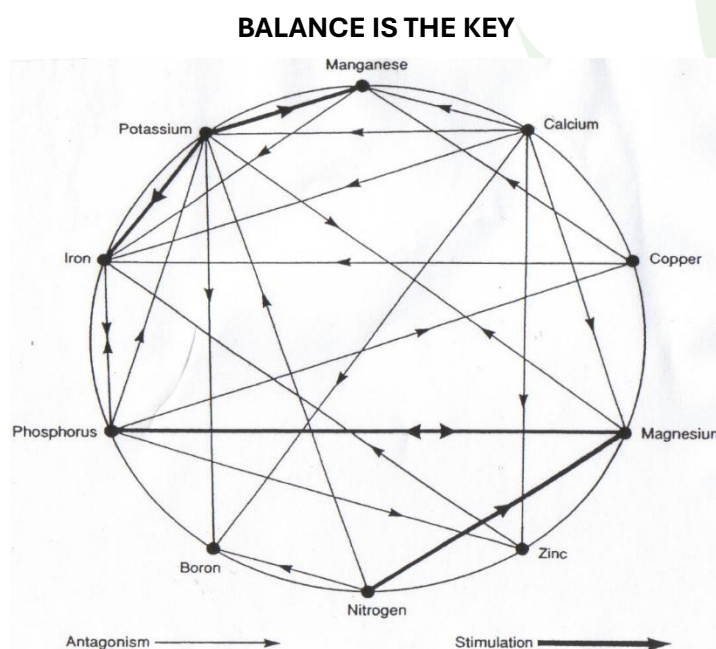 BALANCE IS THE KEY
Manganese
Potassium
Calcium
Iron
Copper
Phosphorus
Magnesium
Boron
Zinc
Nitrogen
Antagonism
Stimulation